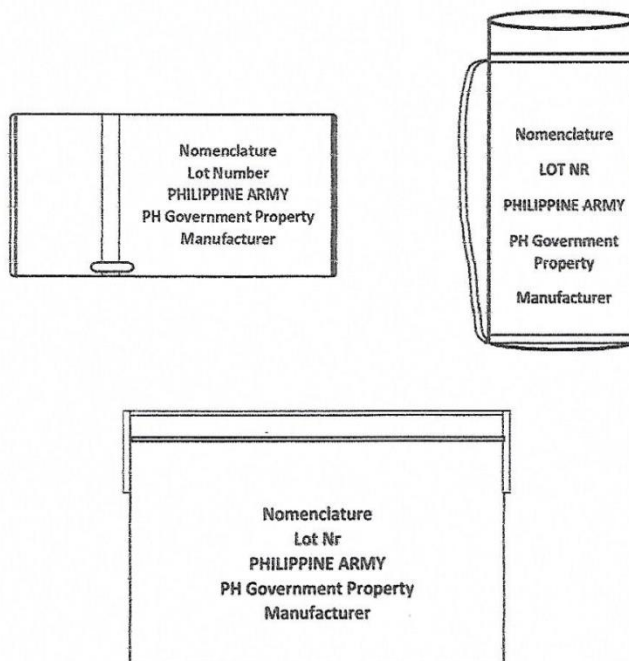 Nomenclature
Lot Number
PHILIPPINE ARMY
PH Government Property
Manufacturer
Nomenclature
LOT NR
PHILIPPINE ARMY
PH Government
Property
Manufacturer
Nomenclature
Lot Nr
PHILIPPINE ARMY
PH Government Property
Manufacturer